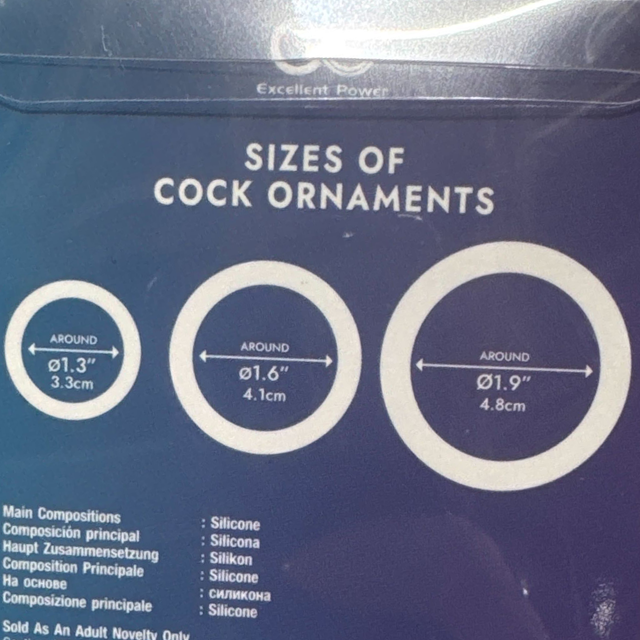 Excellent Power
SIZES OF
COCK ORNAMENTS
AROUND
ø1.3"
3.3cm
AROUND
ø1.6"
4.1cm
AROUND
Ø1.9"
4.8cm
Main Compositions : Silicone
Composición principal : Silicona
Haupt Zusammensetzung : Silikon
Composition Principale : Silicone
На основе : силикона
Composizione principale : Silicone
Sold As An Adult Novelty Only